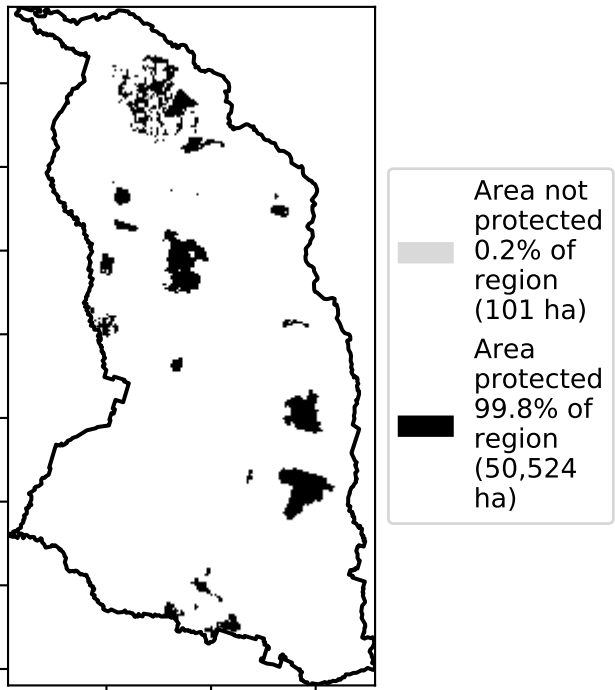 Area not
protected
0.2% of
region
(101 ha)
Area
protected
99.8% of
region
(50,524
ha)